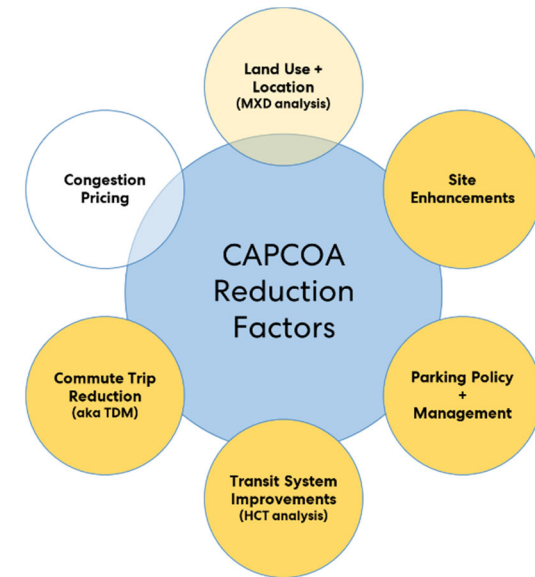 Land Use +
Location
(MXD analysis)
Congestion
Pricing
Site
Enhancements
CAPCOA
Reduction
Factors
Commute Trip
Reduction
(aka TDM)
Parking Policy
+
Management
Transit System
Improvements
(HCT analysis)